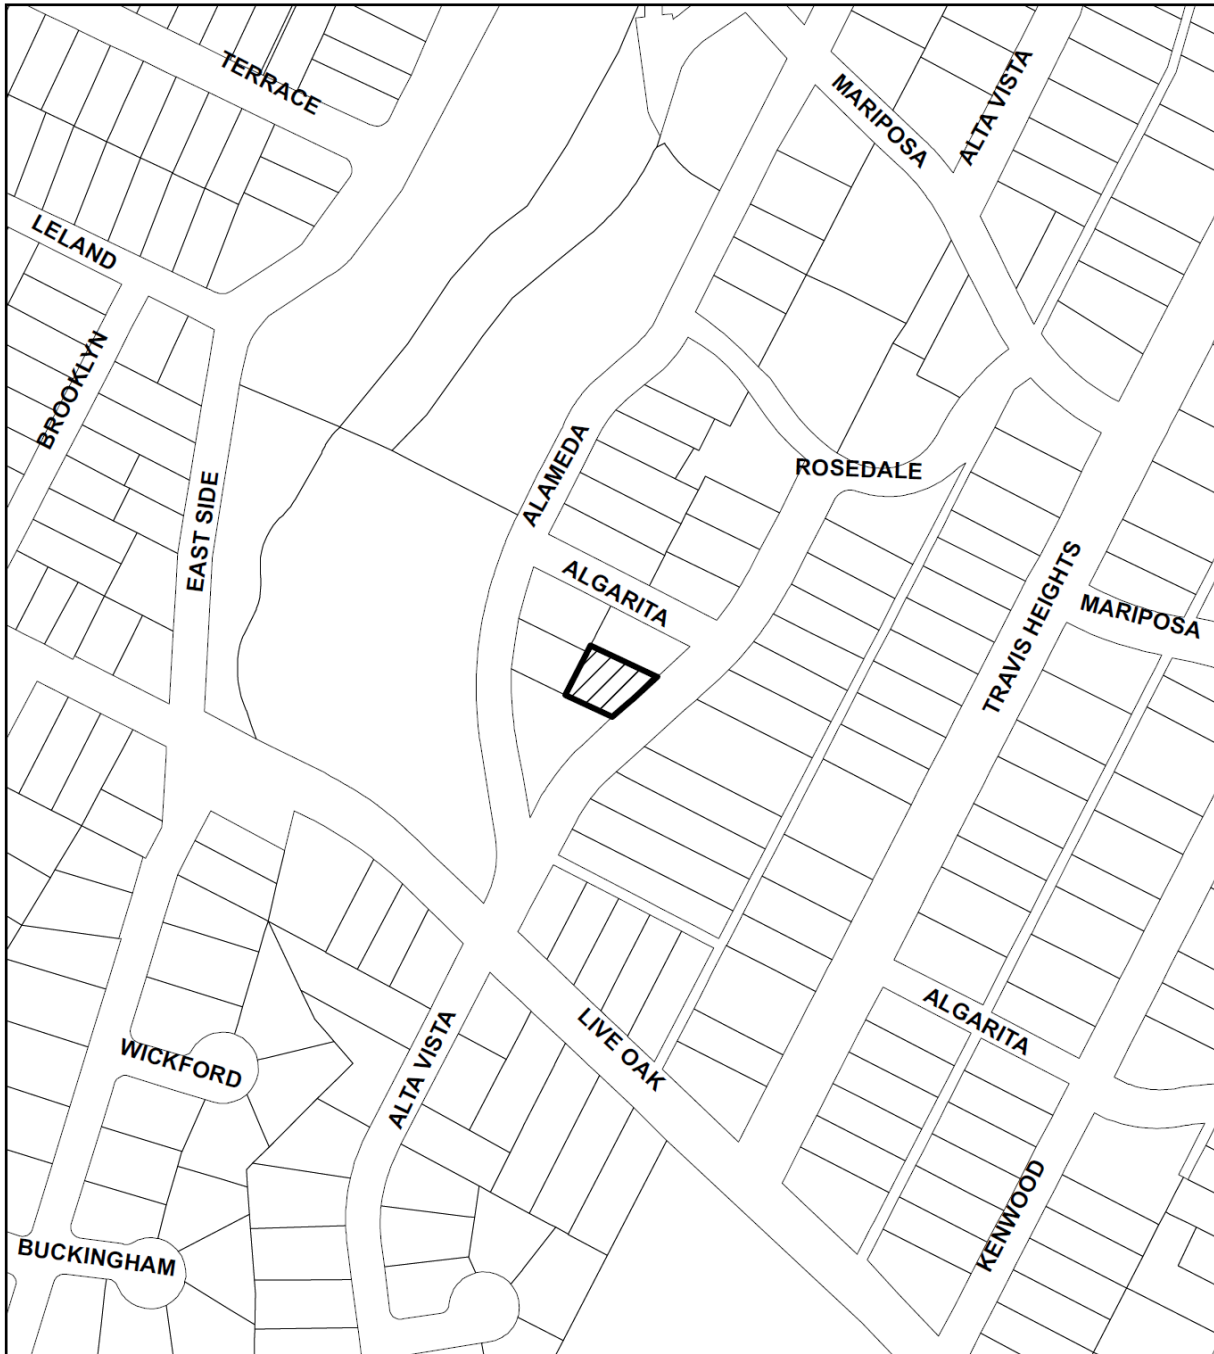 TERRACE
MARIPOSA
ALTA VISTA
LELAND
BROOKLYN
ALAMEDA
ROSEDALE
EAST SIDE
ALGARITA
TRAVIS HEIGHTS
MARIPOSA
ALGARITA
LIVE OAK
WICKFORD
ALTA VISTA
KENWOOD
BUCKINGHAM